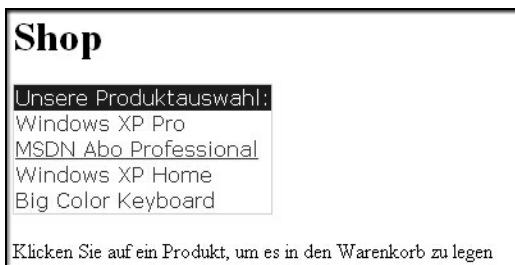 Shop
Unsere Produktauswahl:
Windows XP Pro
MSDN Abo Professional
Windows XP Home
Big Color Keyboard
Klicken Sie auf ein Produkt, um es in den Warenkorb zu legen